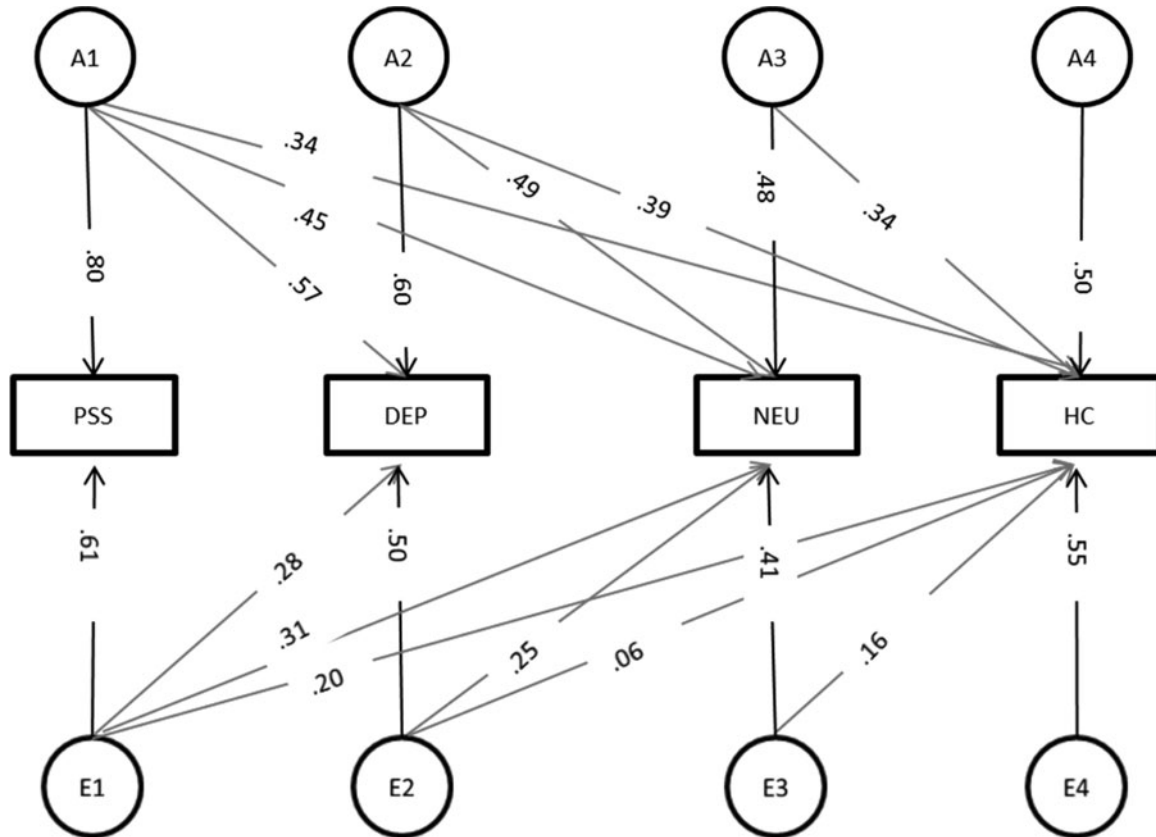 A1
A2
A3
A4
.34
.49
.48
.39
.34
.45
.80
.57
.60
.50
PSS
DEP
NEU
HC
.61
.50
.41
.55
.28
.31
.20
.25
.06
.16
E1
E2
E3
E4